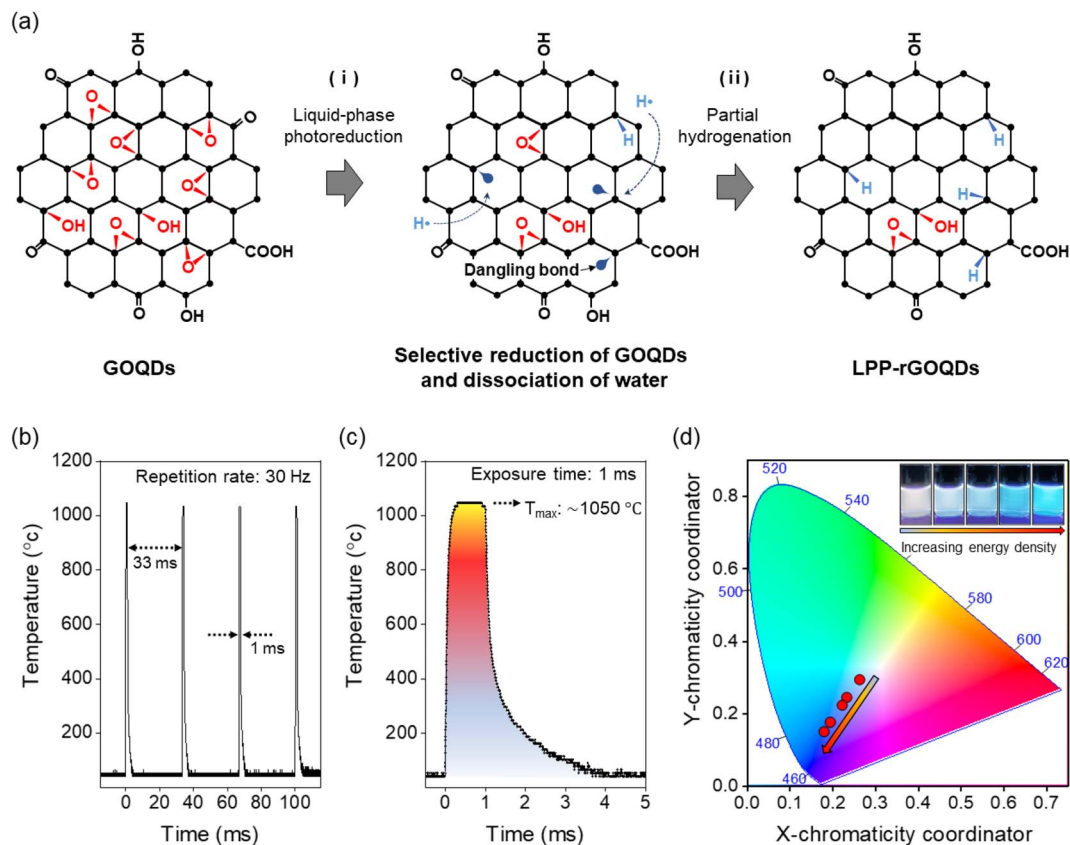 (a)
OH
O
O
O
O
O
O
O
O
OH
OH
O
O
COOH
O
O
OH
GOQDs
( i )
Liquid-phase
photoreduction
OH
O
H•
H
O
H•
OH
O
O
COOH
Dangling bond
O
OH
Selective reduction of GOQDs
and dissociation of water
( ii )
Partial
hydrogenation
OH
O
H
H
H
OH
O
O
COOH
H
O
LPP-rGOQDs
(b)
Repetition rate: 30 Hz
33 ms
1 ms
Temperature (°c)
1200
1000
800
600
400
200
0
20
40
60
80
100
Time (ms)
(c)
Exposure time: 1 ms
Tmax: ~1050 ℃
Temperature (°c)
1200
1000
800
600
400
200
0
1
2
3
4
5
Time (ms)
(d)
Increasing energy density
Y-chromaticity coordinator
0.8
0.6
0.4
0.2
0.0
520
540
500
580
600
620
480
460
0.0
0.1
0.2
0.3
0.4
0.5
0.6
0.7
X-chromaticity coordinator